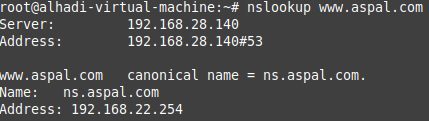 root@alhadi-virtual-machine:~# nslookup www.aspal.com
Server:         192.168.28.140
Address:        192.168.28.140#53
www.aspal.com   canonical name = ns.aspal.com.
Name:   ns.aspal.com
Address: 192.168.22.254